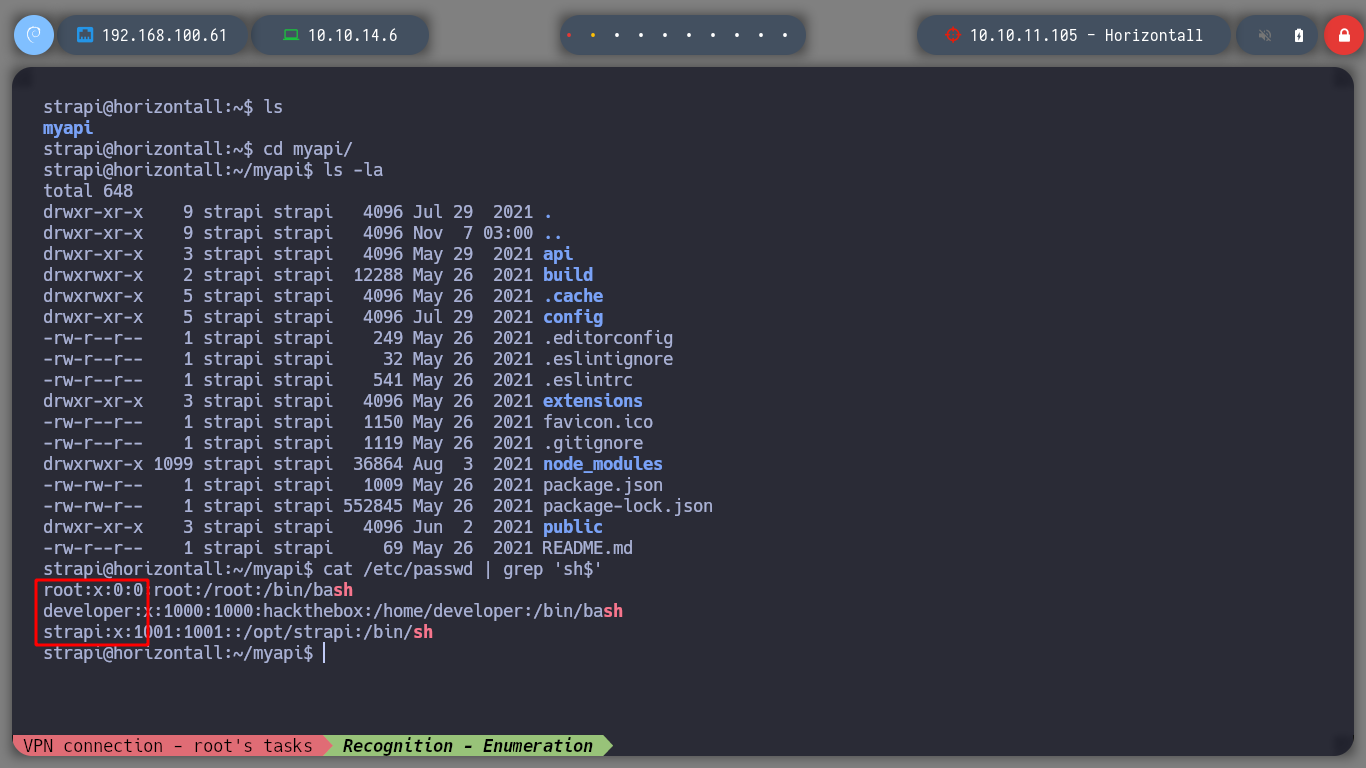 192.168.100.61 10.10.14.6 10.10.11.105 - Horizontall
strapi@horizontall:~$ ls
myapi
strapi@horizontall:~$ cd myapi/
strapi@horizontall:~/myapi$ ls -la
total 648
drwxr-xr-x    9 strapi strapi   4096 Jul 29  2021 .
drwxr-xr-x    9 strapi strapi   4096 Nov  7 03:00 ..
drwxr-xr-x    3 strapi strapi   4096 May 29  2021 api
drwxrwxr-x    2 strapi strapi  12288 May 26  2021 build
drwxrwxr-x    5 strapi strapi   4096 May 26  2021 .cache
drwxr-xr-x    5 strapi strapi   4096 Jul 29  2021 config
-rw-r--r--    1 strapi strapi    249 May 26  2021 .editorconfig
-rw-r--r--    1 strapi strapi     32 May 26  2021 .eslintignore
-rw-r--r--    1 strapi strapi    541 May 26  2021 .eslintrc
drwxr-xr-x    3 strapi strapi   4096 May 26  2021 extensions
-rw-r--r--    1 strapi strapi   1150 May 26  2021 favicon.ico
-rw-r--r--    1 strapi strapi   1119 May 26  2021 .gitignore
drwxrwxr-x 1099 strapi strapi  36864 Aug  3  2021 node_modules
-rw-rw-r--    1 strapi strapi   1009 May 26  2021 package.json
-rw-rw-r--    1 strapi strapi 552845 May 26  2021 package-lock.json
drwxr-xr-x    3 strapi strapi   4096 Jun  2  2021 public
-rw-r--r--    1 strapi strapi     69 May 26  2021 README.md
strapi@horizontall:~/myapi$ cat /etc/passwd | grep 'sh$'
root:x:0:0:root:/root:/bin/bash
developer:x:1000:1000:hackthebox:/home/developer:/bin/bash
strapi:x:1001:1001::/opt/strapi:/bin/sh
strapi@horizontall:~/myapi$
VPN connection - root's tasks Recognition - Enumeration